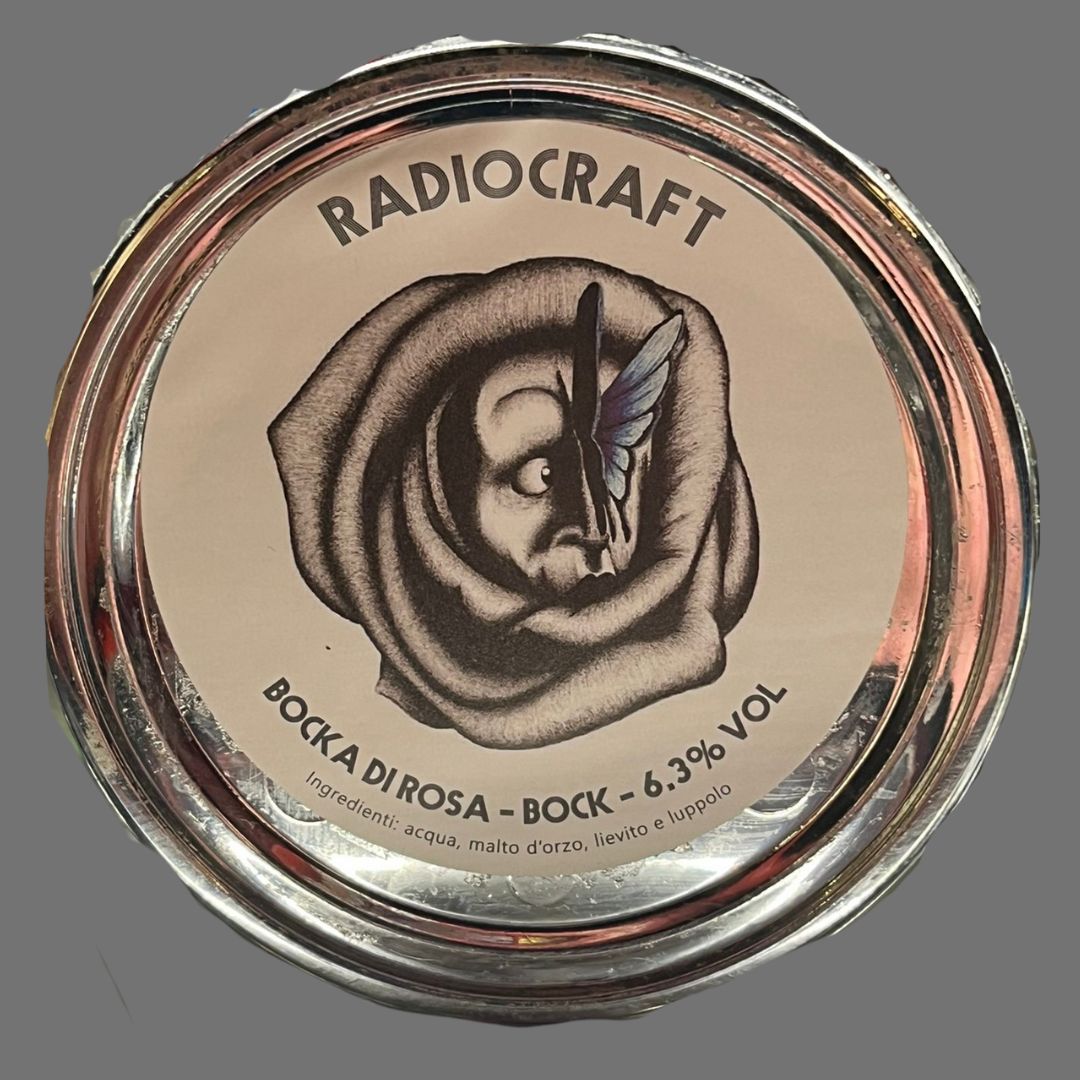 RADIOCRAFT
BOCKA DI ROSA - BOCK - 6.3% VOL
Ingredienti: acqua, malto d'orzo, lievito e luppolo